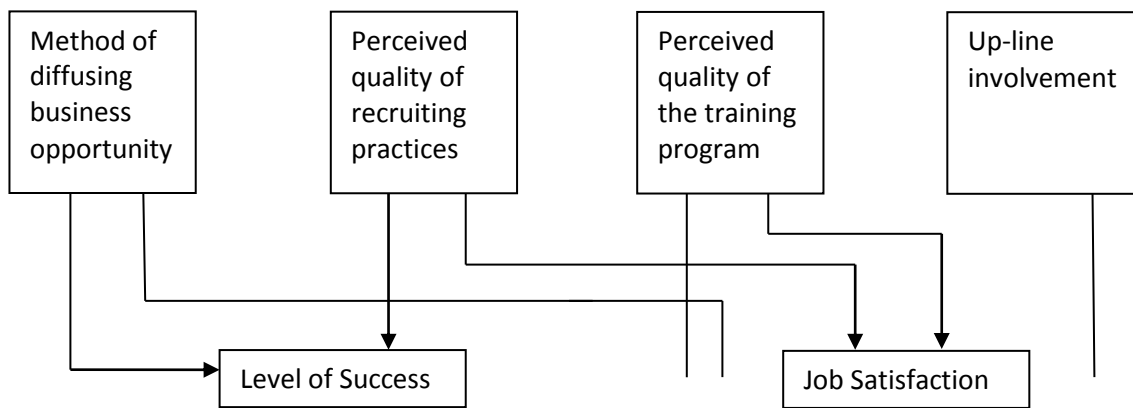 Method of
diffusing
business
opportunity
Perceived
quality of
recruiting
practices
Perceived
quality of
the training
program
Up-line
involvement
Level of Success
Job Satisfaction